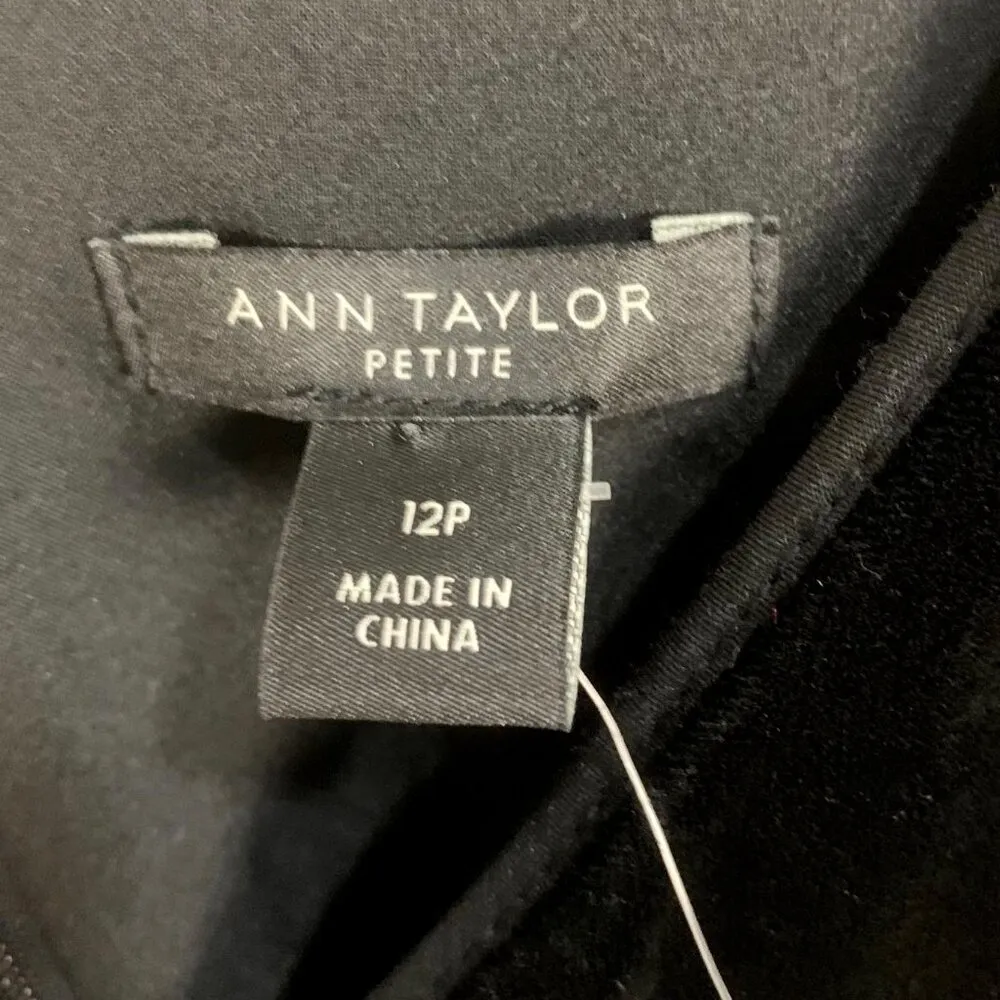 ANN TAYLOR
PETITE
12P
MADE IN
CHINA